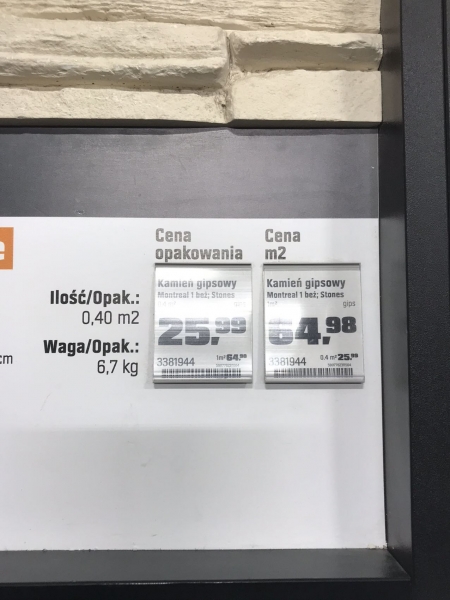 e
Cena
opakowania
Cena
m2
Ilość/Opak.:
0,40 m2
Waga/Opak.:
6,7 kg
cm
Kamień gipsowy
Montreal 1 beż; Stones
25,99
3381944
1m² 64.98
Kamień gipsowy
Montreal 1 beż; Stones
1m² gips
64,98
3381944
0,4 m² 25.99